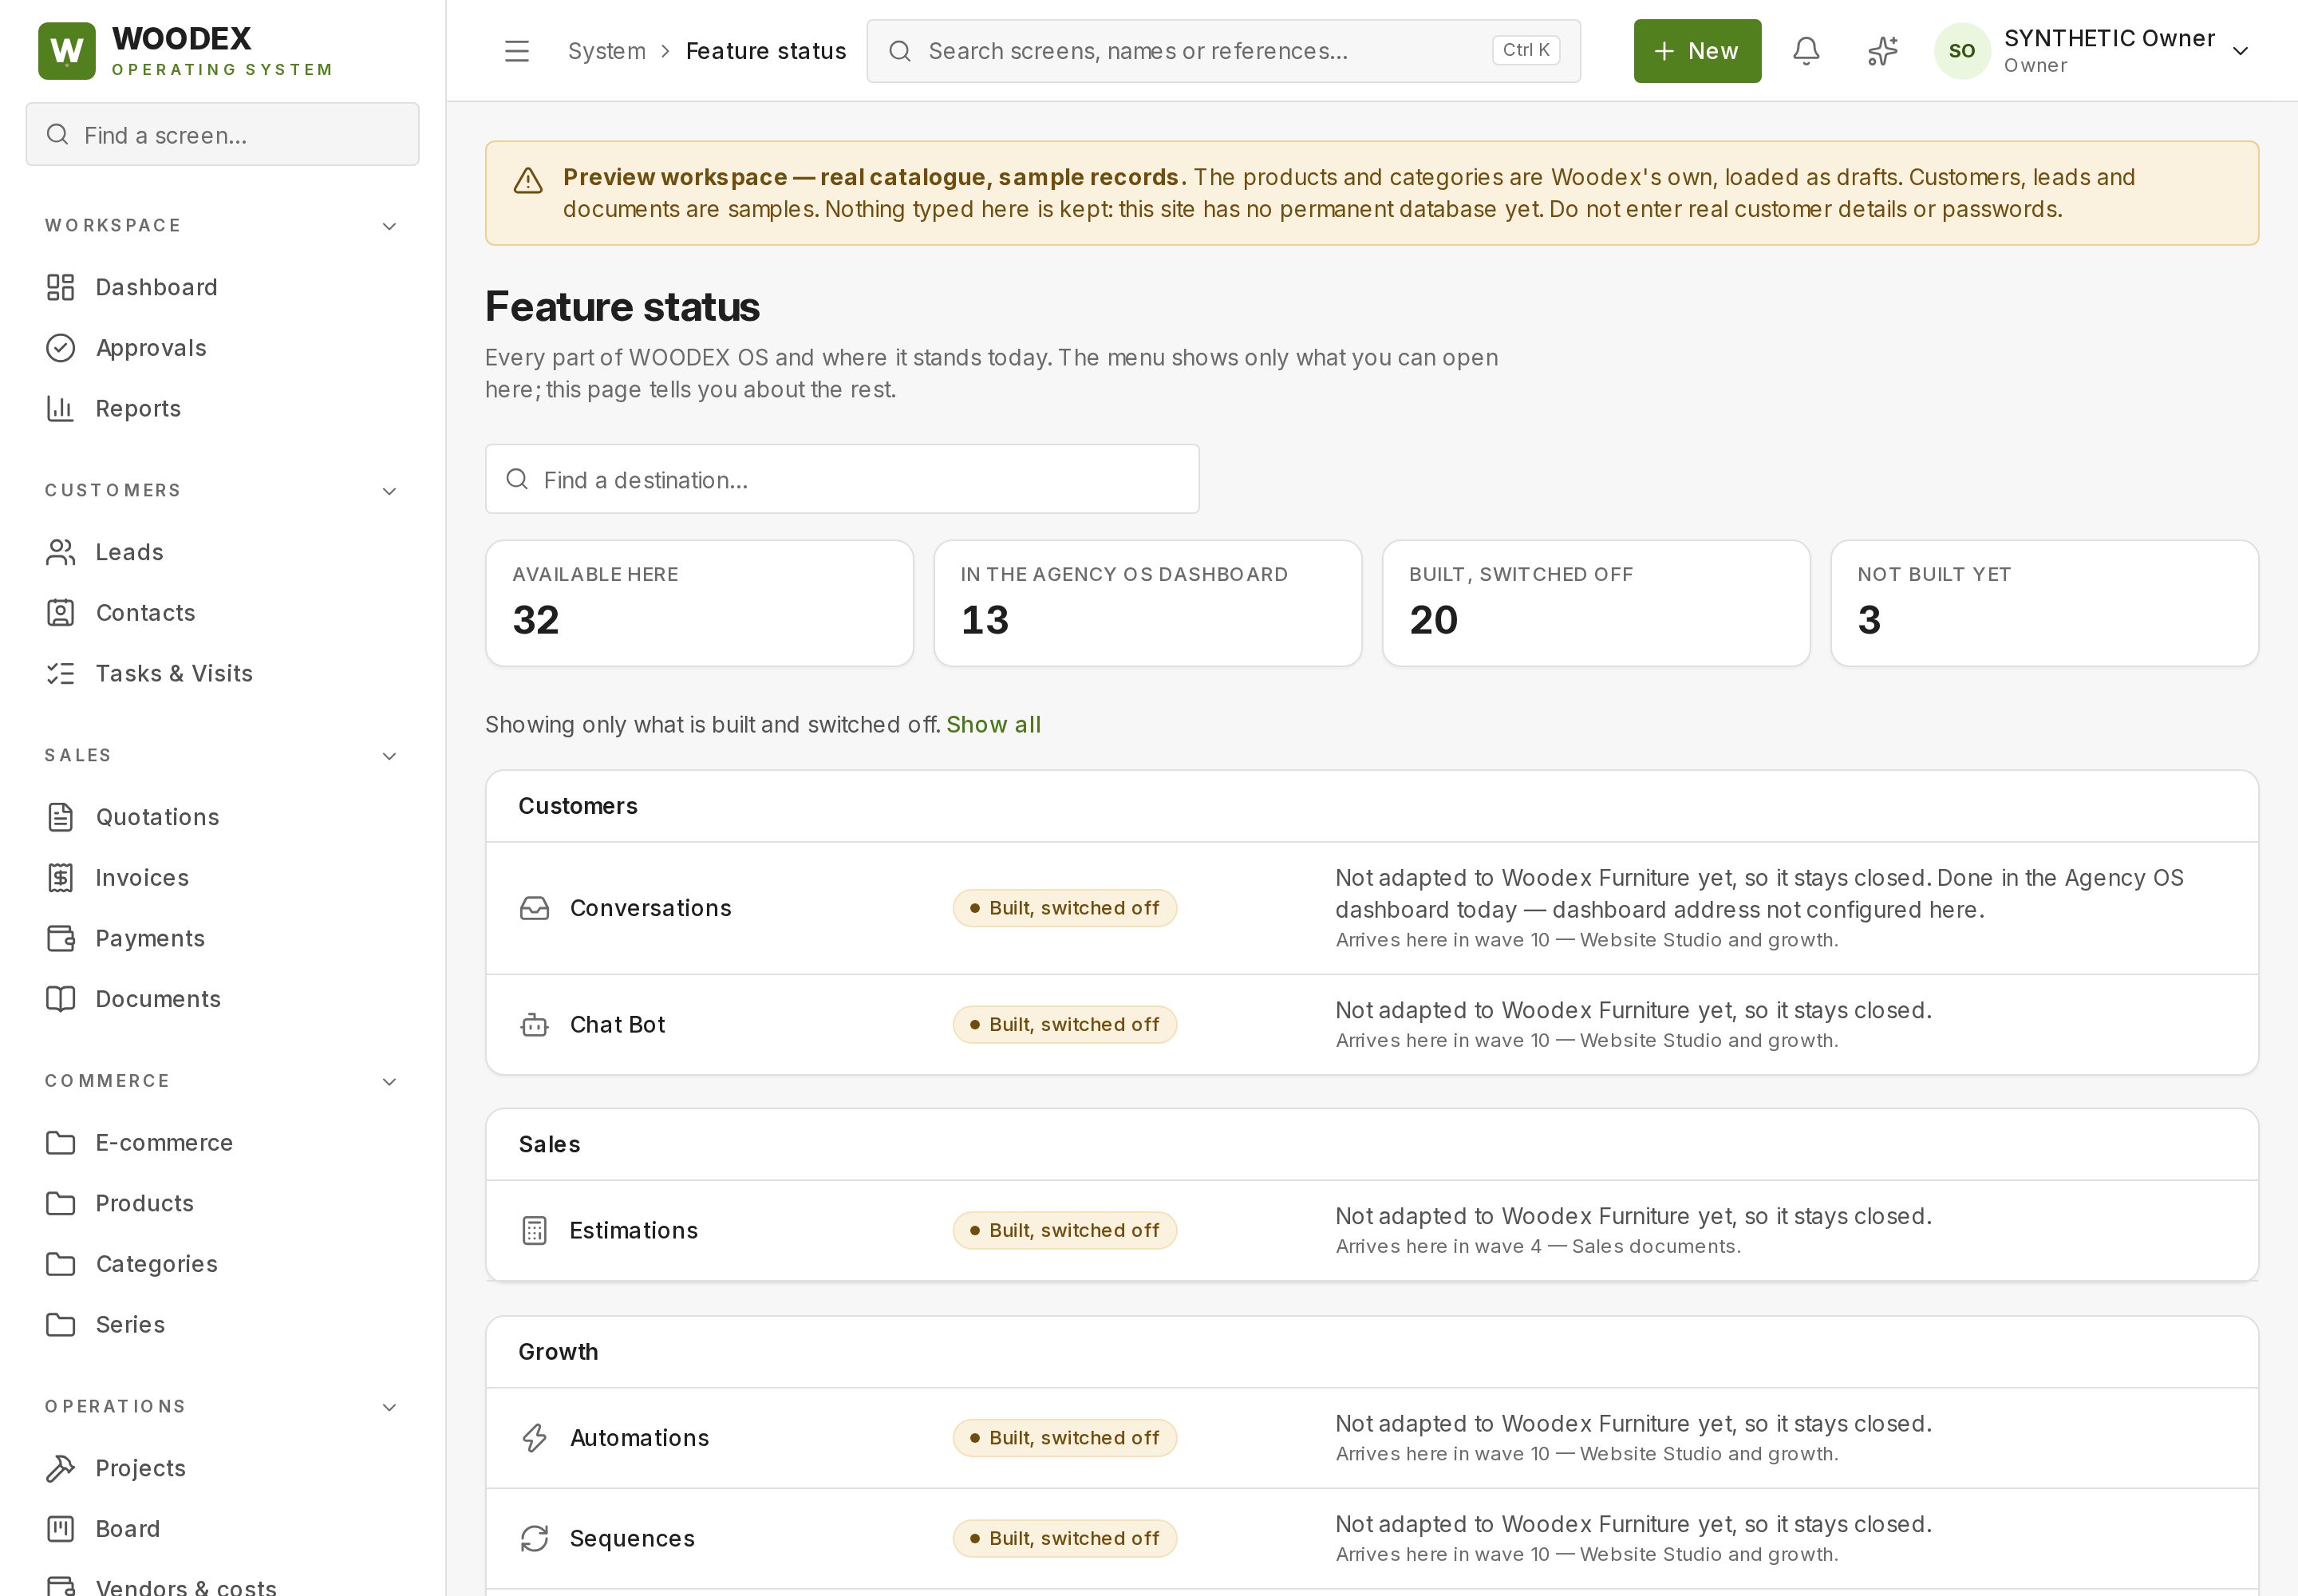 W
WOODEX
OPERATING SYSTEM
Find a screen...
WORKSPACE
Dashboard
Approvals
Reports
CUSTOMERS
Leads
Contacts
Tasks & Visits
SALES
Quotations
Invoices
Payments
Documents
COMMERCE
E-commerce
Products
Categories
Series
OPERATIONS
Projects
Board
Vendors & costs
System > Feature status
Search screens, names or references...
Ctrl K
New
SO
SYNTHETIC Owner
Owner
Preview workspace — real catalogue, sample records. The products and categories are Woodex's own, loaded as drafts. Customers, leads and
documents are samples. Nothing typed here is kept: this site has no permanent database yet. Do not enter real customer details or passwords.
Feature status
Every part of WOODEX OS and where it stands today. The menu shows only what you can open
here; this page tells you about the rest.
Find a destination...
AVAILABLE HERE
32
IN THE AGENCY OS DASHBOARD
13
BUILT, SWITCHED OFF
20
NOT BUILT YET
3
Showing only what is built and switched off. Show all
Customers
Conversations
Built, switched off
Not adapted to Woodex Furniture yet, so it stays closed. Done in the Agency OS
dashboard today — dashboard address not configured here.
Arrives here in wave 10 — Website Studio and growth.
Chat Bot
Built, switched off
Not adapted to Woodex Furniture yet, so it stays closed.
Arrives here in wave 10 — Website Studio and growth.
Sales
Estimations
Built, switched off
Not adapted to Woodex Furniture yet, so it stays closed.
Arrives here in wave 4 — Sales documents.
Growth
Automations
Built, switched off
Not adapted to Woodex Furniture yet, so it stays closed.
Arrives here in wave 10 — Website Studio and growth.
Sequences
Built, switched off
Not adapted to Woodex Furniture yet, so it stays closed.
Arrives here in wave 10 — Website Studio and growth.